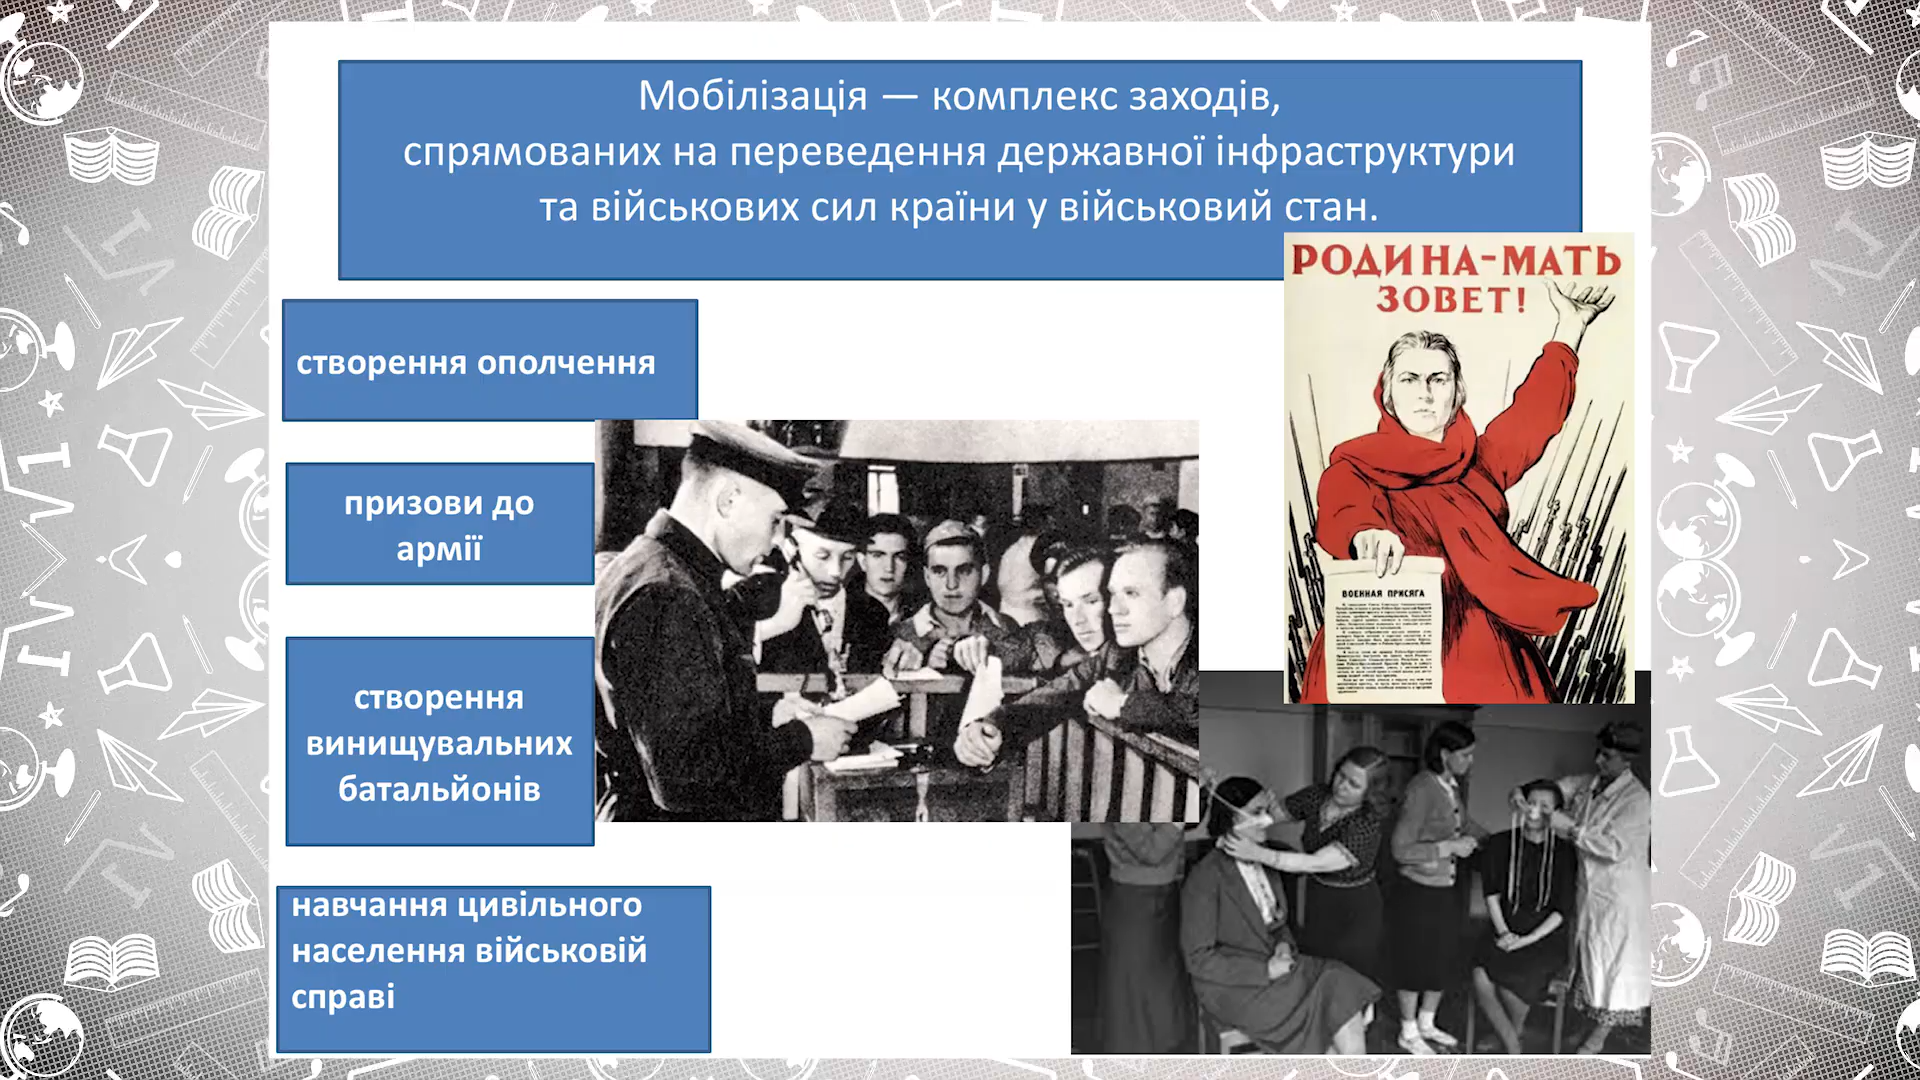 Мобілізація — комплекс заходів,
спрямованих на переведення державної інфраструктури
та військових сил країни у військовий стан.
РОДИНА-МАТЬ
ЗОВЕТ!
ВОЕННАЯ ПРИСЯГА
створення ополчення
призови до
армії
створення
винищувальних
батальйонів
навчання цивільного
населення військовій
справі